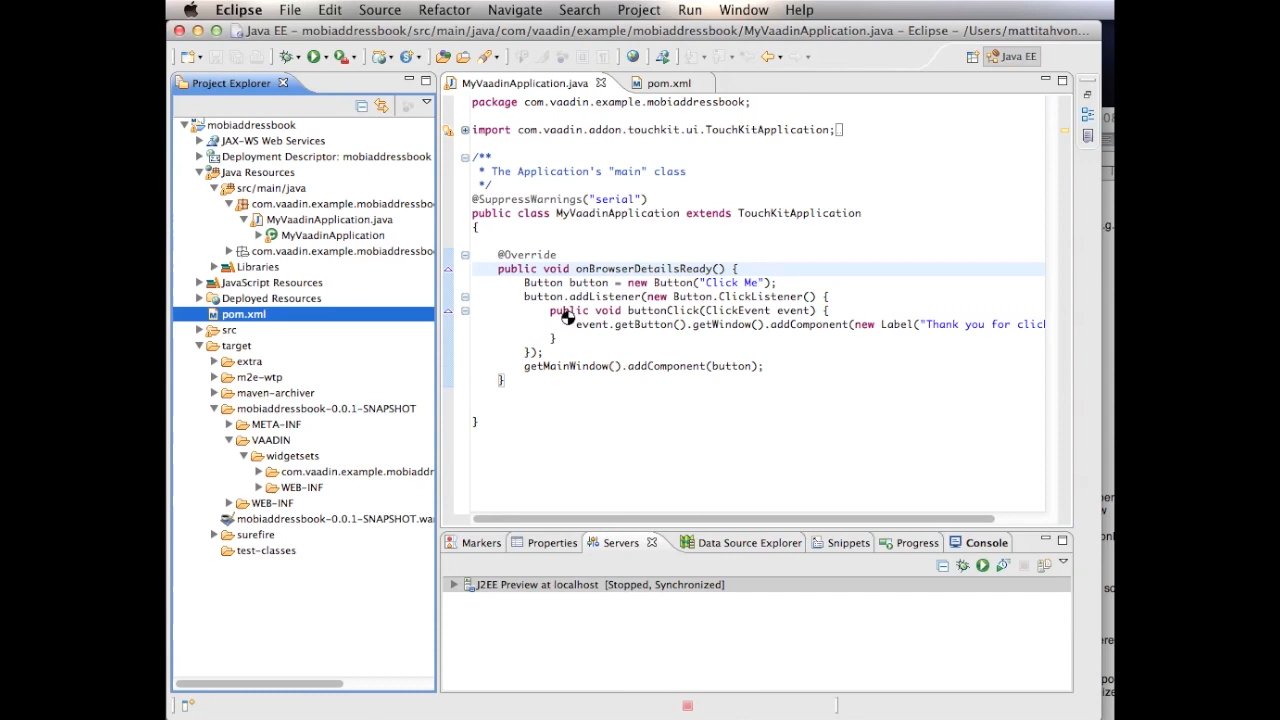 Eclipse File Edit Source Refactor Navigate Search Project Run Window Help
Java EE - mobiaddressbook/src/main/java/com/vaadin/example/mobiaddressbook/MyVaadinApplication.java - Eclipse - /Users/mattitahvon...
Java EE
Project Explorer
mobiaddressbook
JAX-WS Web Services
Deployment Descriptor: mobiaddressbook
Java Resources
src/main/java
com.vaadin.example.mobiaddressbo
MyVaadinApplication.java
MyVaadinApplication
com.vaadin.example.mobiaddressb
Libraries
JavaScript Resources
Deployed Resources
pom.xml
src
target
extra
m2e-wtp
maven-archiver
mobiaddressbook-0.0.1-SNAPSHOT
META-INF
VAADIN
widgetsets
com.vaadin.example.mobiaddr
WEB-INF
WEB-INF
mobiaddressbook-0.0.1-SNAPSHOT.wa
surefire
test-classes
MyVaadinApplication.java pom.xml
package com.vaadin.example.mobiaddressbook;
import com.vaadin.addon.touchkit.ui.TouchKitApplication;
/**
* The Application's "main" class
*/
@SuppressWarnings("serial")
public class MyVaadinApplication extends TouchKitApplication
{
@Override
public void onBrowserDetailsReady() {
Button button = new Button("Click Me");
button.addListener(new Button.ClickListener() {
public void buttonClick(ClickEvent event) {
event.getButton().getWindow().addComponent(new Label("Thank you for click
}
});
getMainWindow().addComponent(button);
}
}
Markers Properties Servers Data Source Explorer Snippets Progress Console
J2EE Preview at localhost [Stopped, Synchronized]